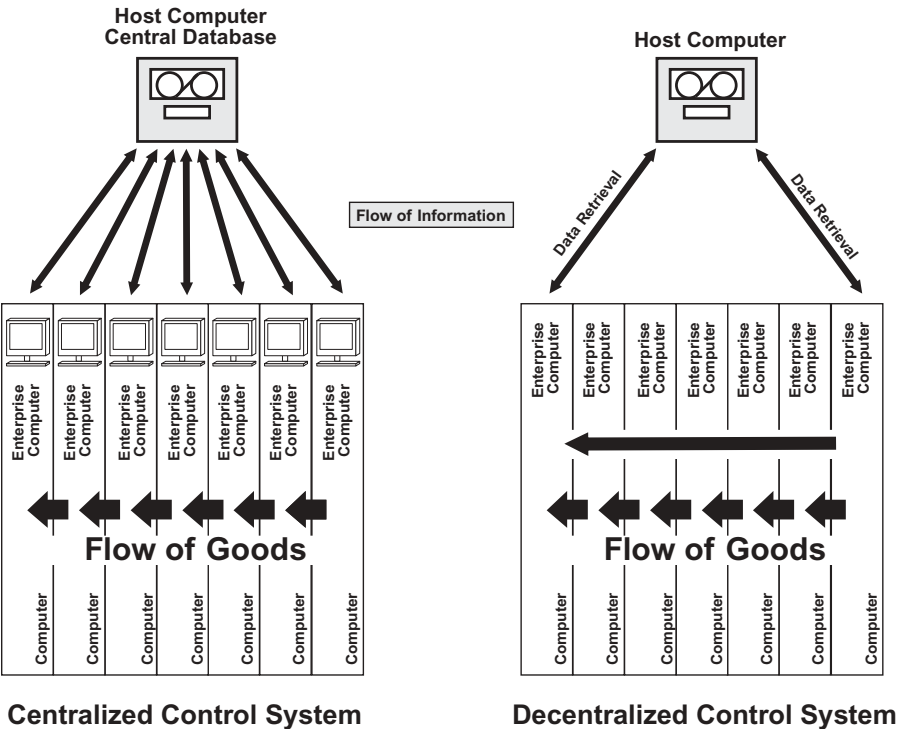 Host Computer
Central Database
Host Computer
Flow of Information
Data Retrieval
Data Retrieval
Enterprise
Computer
Enterprise
Computer
Enterprise
Computer
Enterprise
Computer
Enterprise
Computer
Enterprise
Computer
Enterprise
Computer
Flow of Goods
Computer
Computer
Computer
Computer
Computer
Computer
Computer
Centralized Control System
Enterprise
Computer
Enterprise
Computer
Enterprise
Computer
Enterprise
Computer
Enterprise
Computer
Enterprise
Computer
Enterprise
Computer
Flow of Goods
Computer
Computer
Computer
Computer
Computer
Computer
Computer
Decentralized Control System